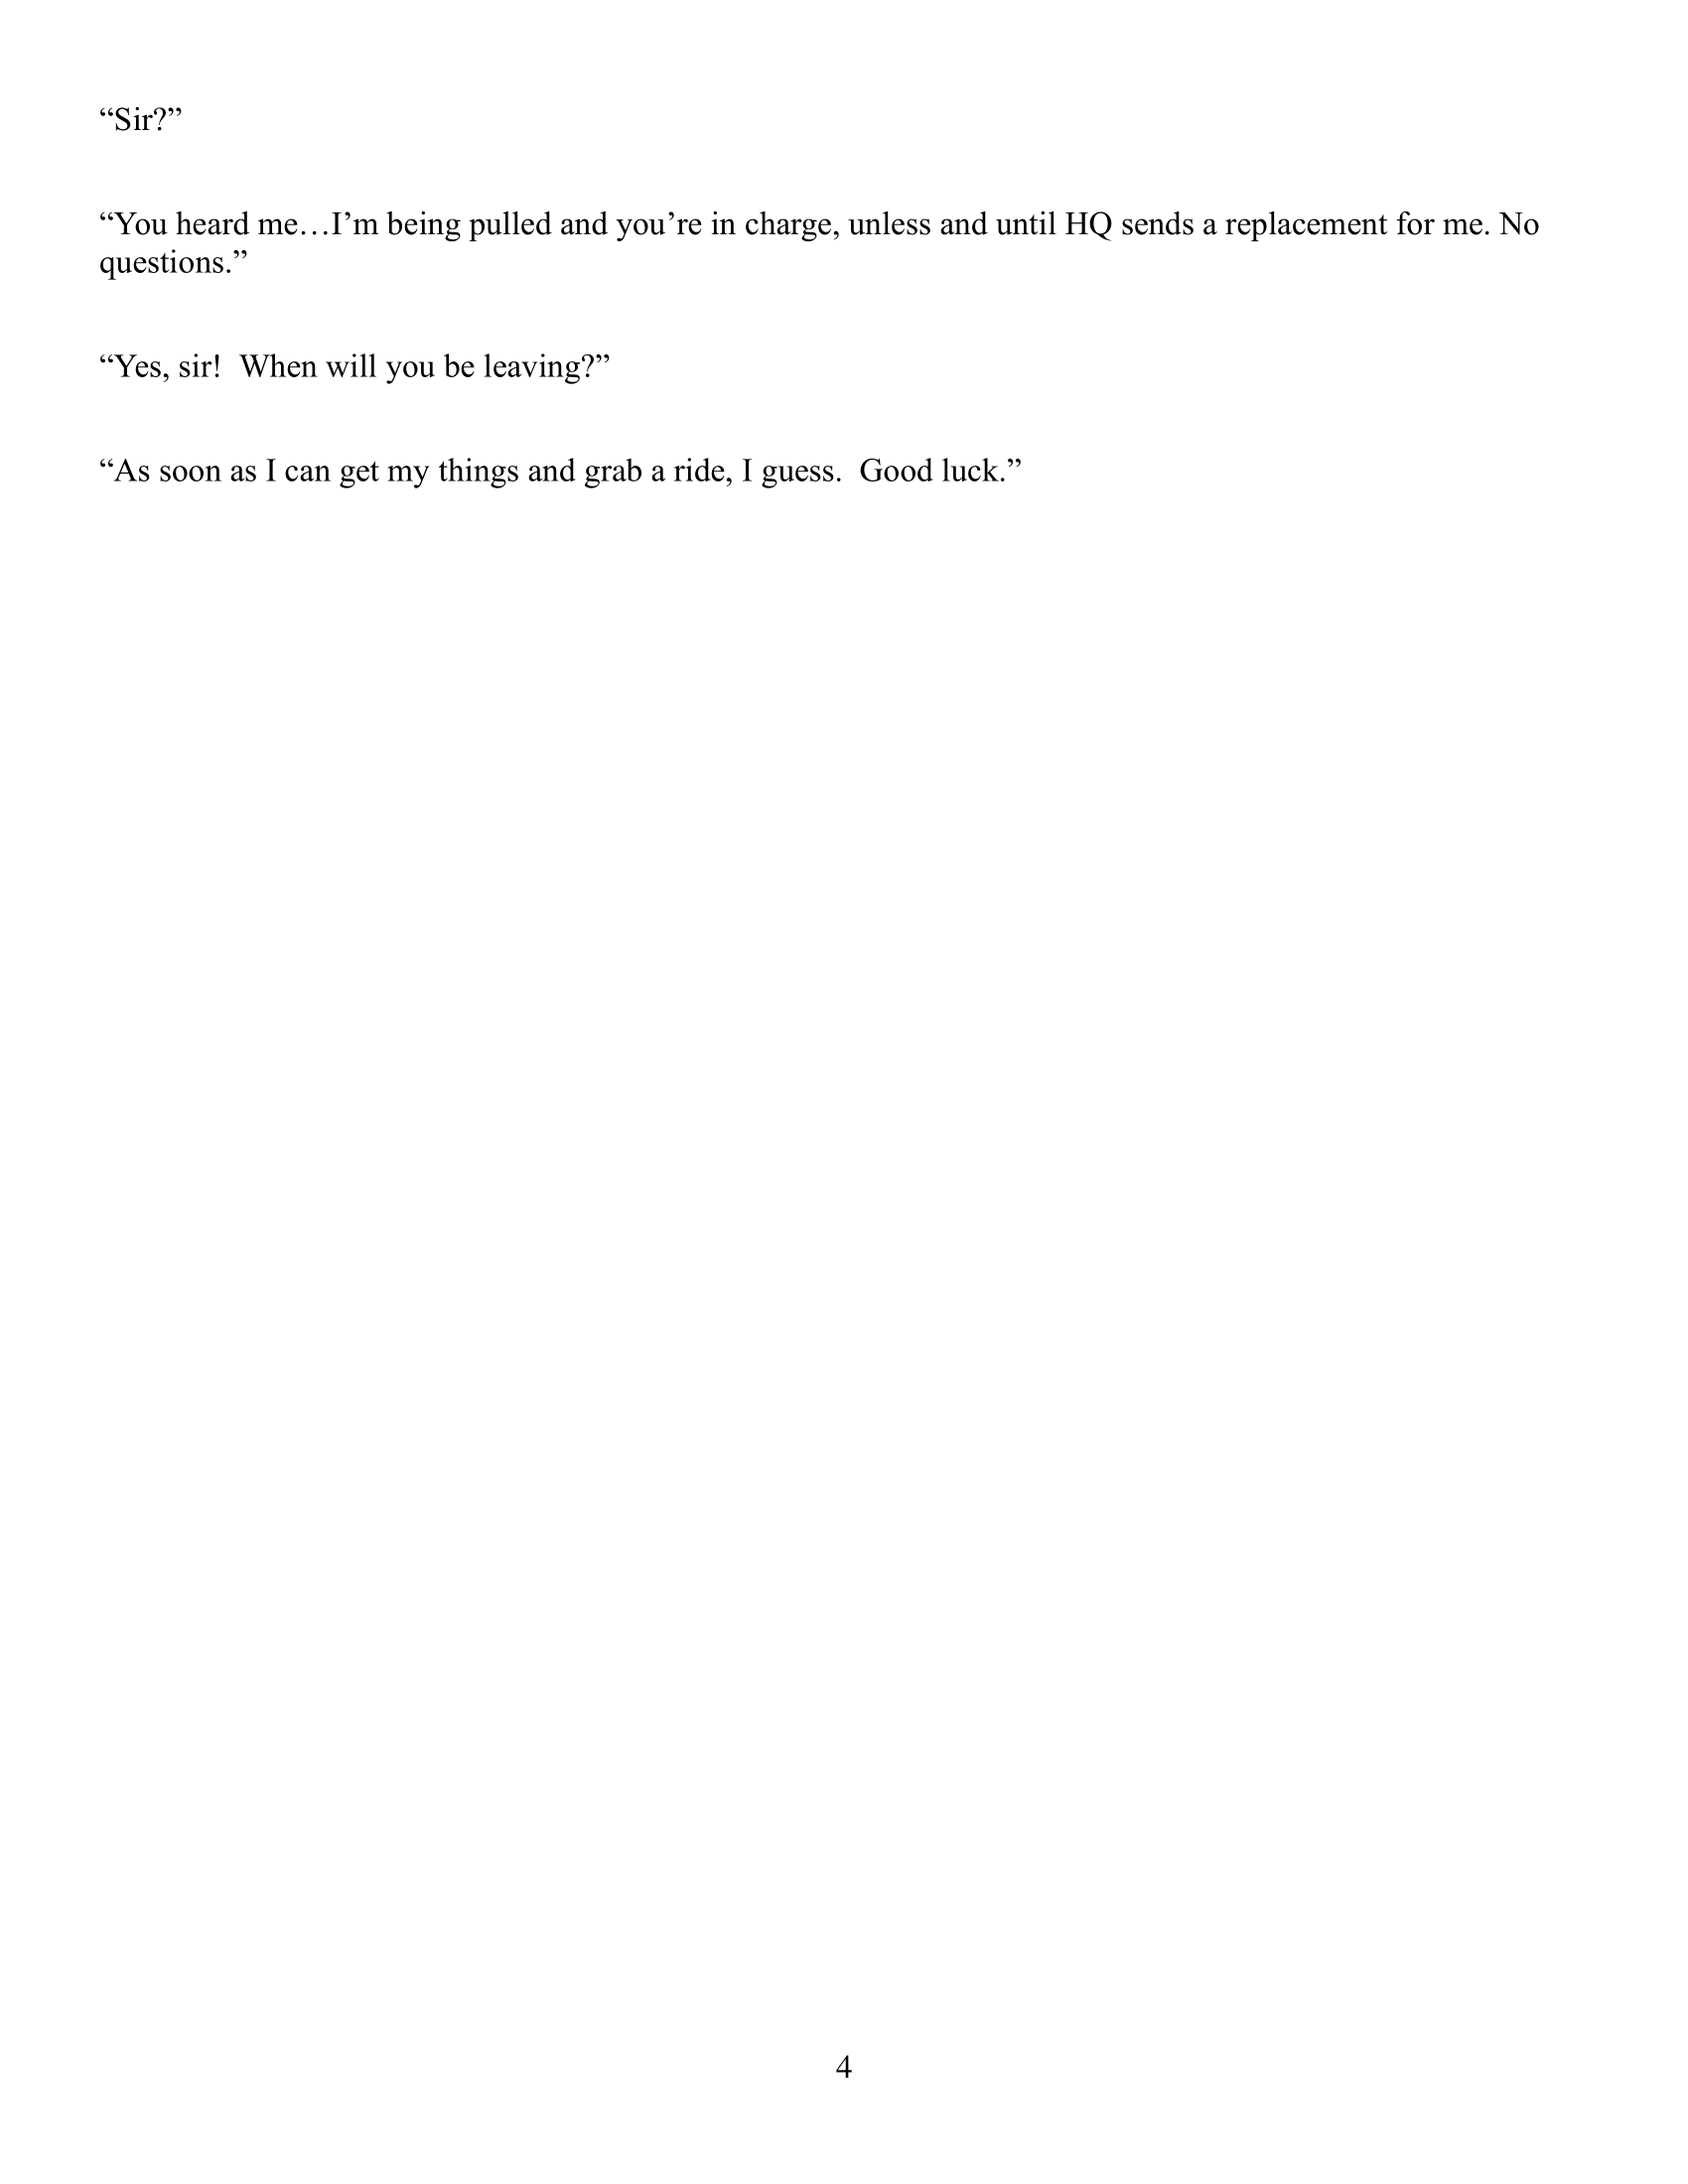 “Sir?”
“You heard me…I’m being pulled and you’re in charge, unless and until HQ sends a replacement for me. No
questions.”
“Yes, sir!  When will you be leaving?”
“As soon as I can get my things and grab a ride, I guess.  Good luck.”
4